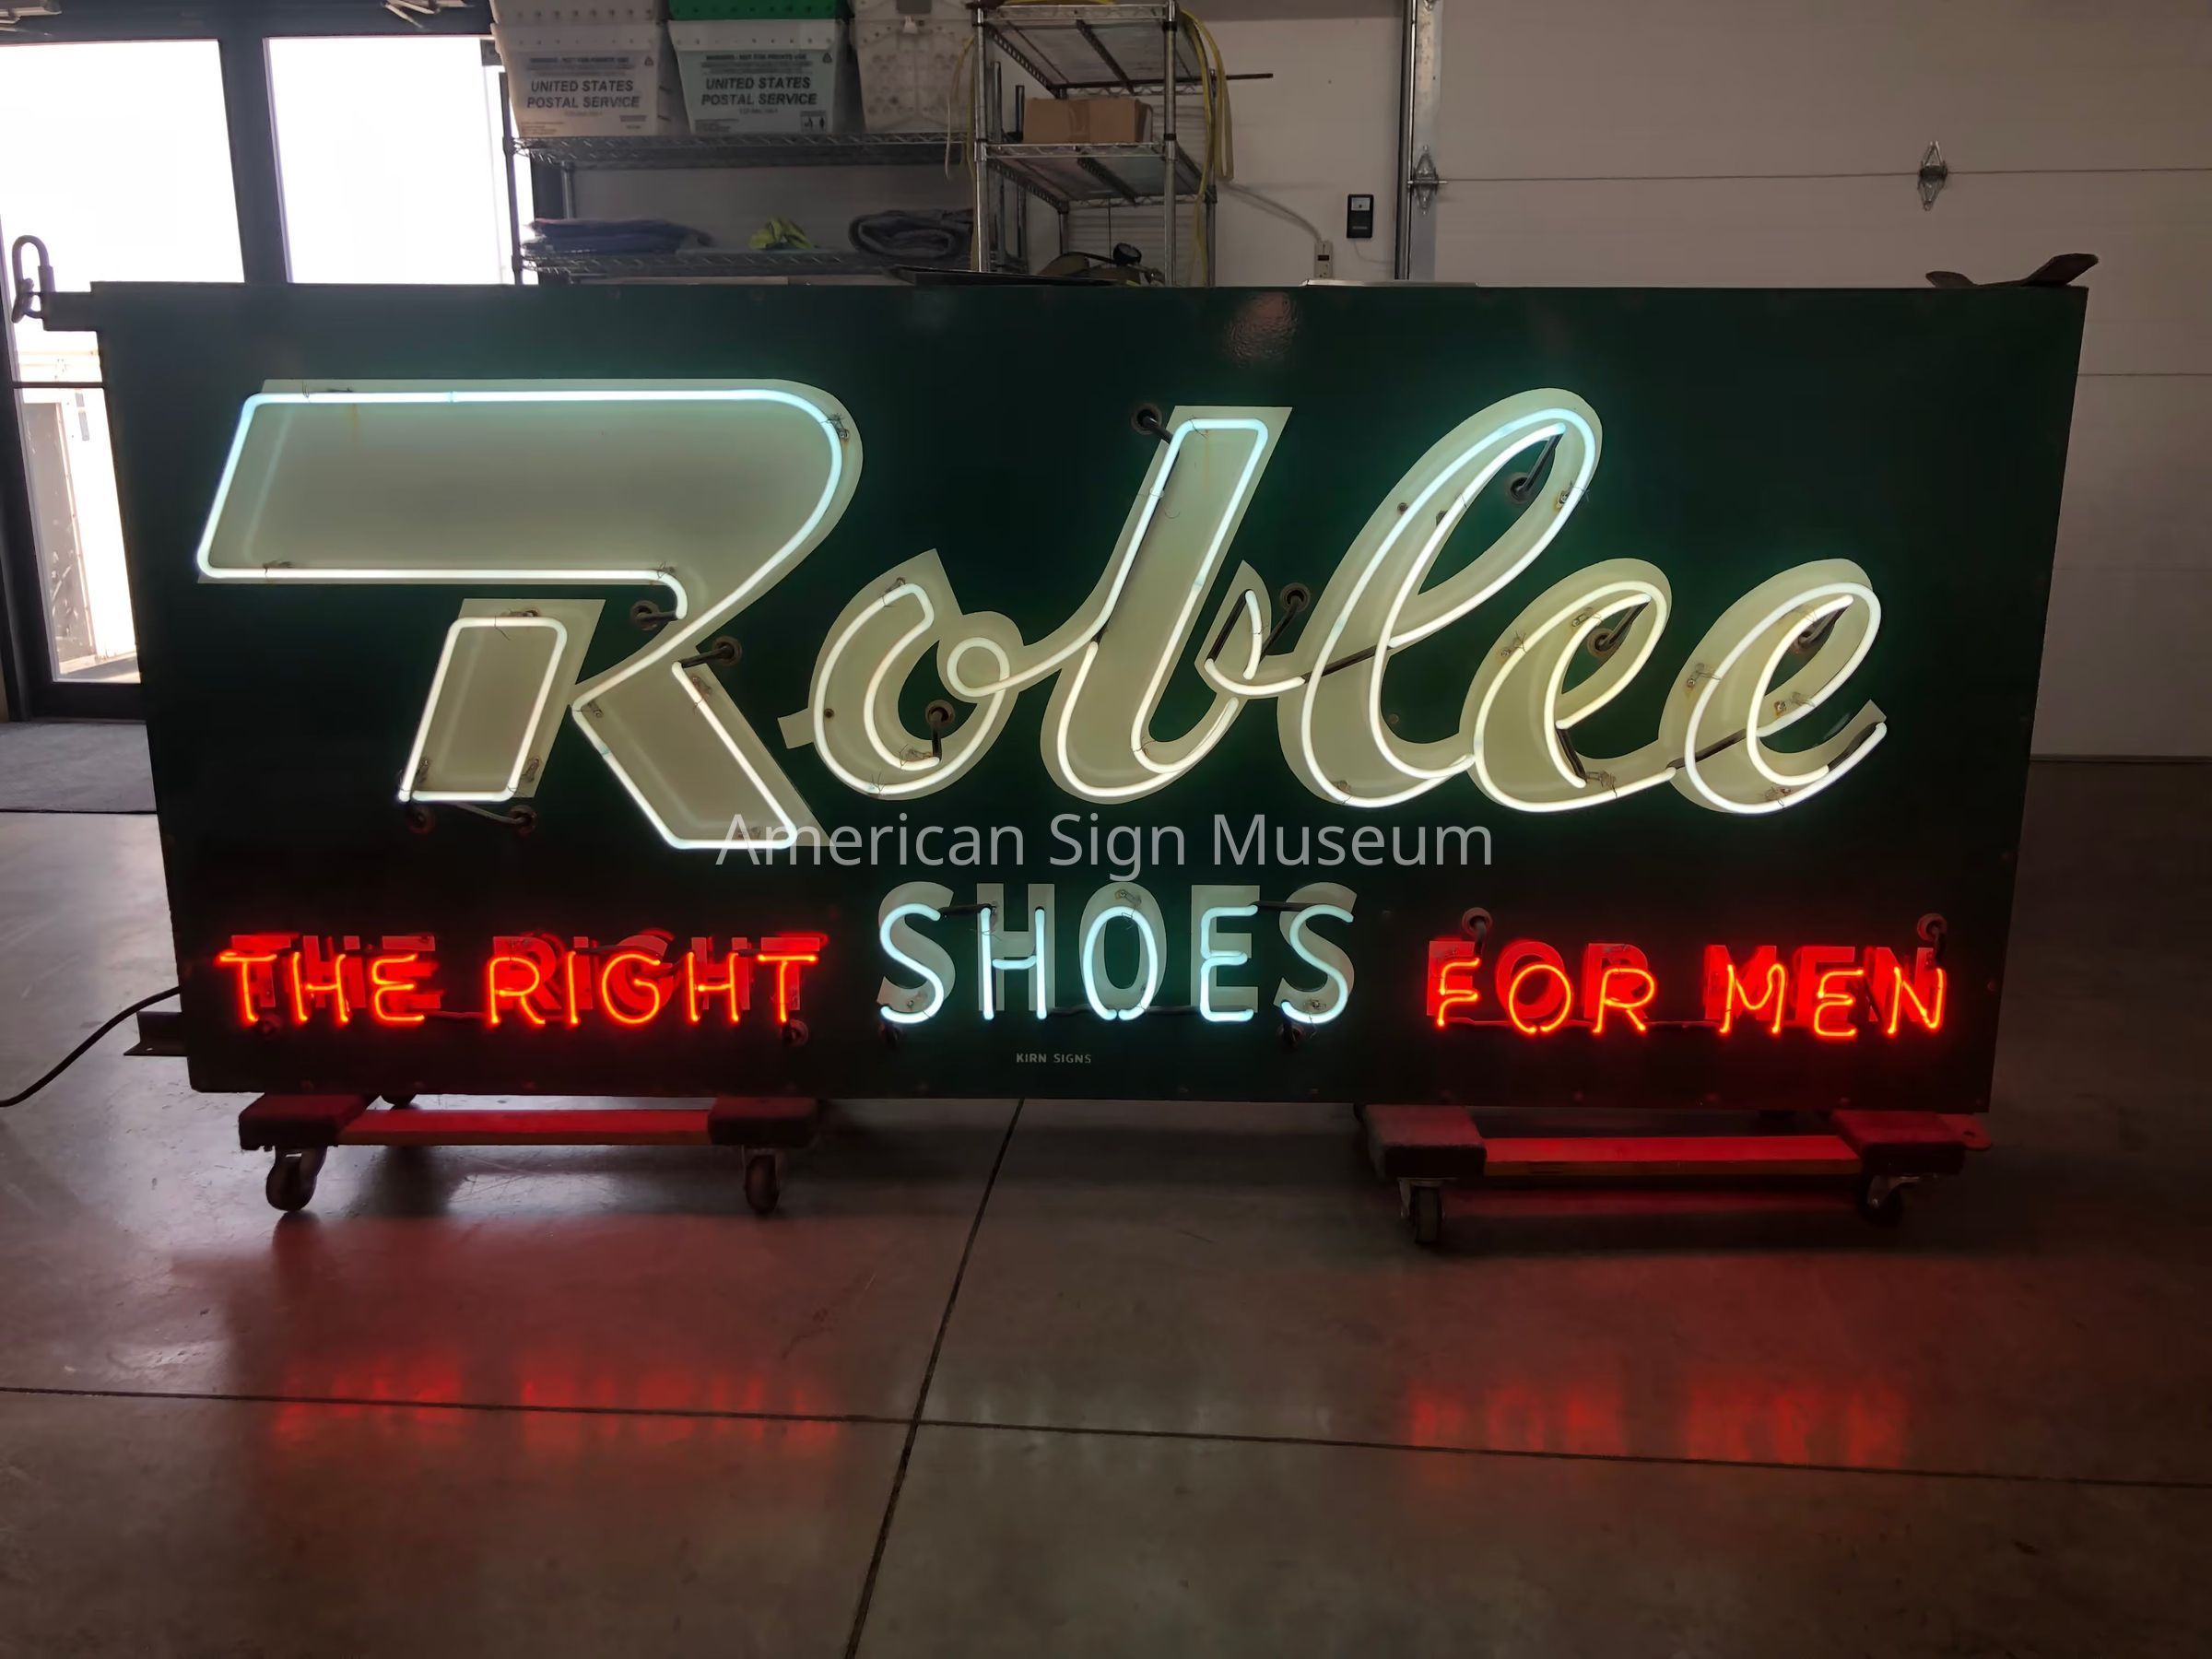 UNITED STATES
POSTAL SERVICE
UNITED STATES
POSTAL SERVICE
Roblee
American Sign Museum
THE RIGHT SHOES FOR MEN
KIRN SIGNS